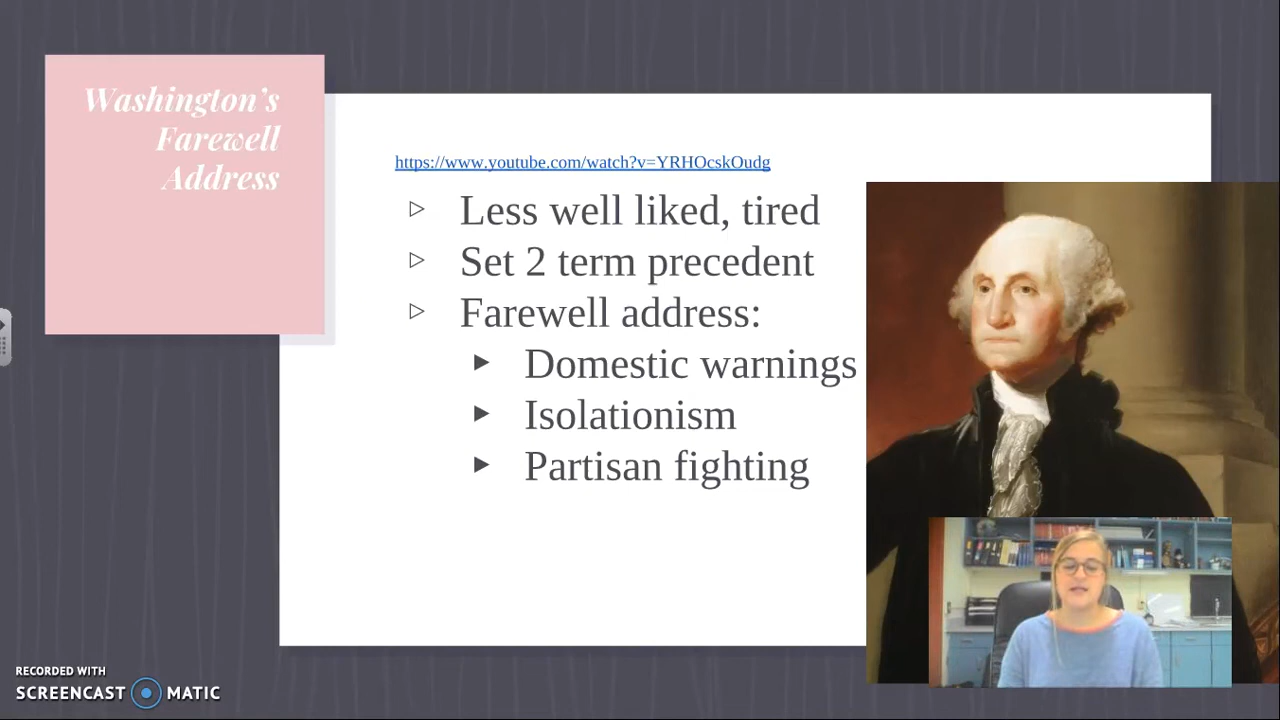 Washington's
Farewell
Address
https://www.youtube.com/watch?v=YRHOcskOudg
Less well liked, tired
Set 2 term precedent
Farewell address:
Domestic warnings
Isolationism
Partisan fighting
RECORDED WITH
SCREENCAST MATIC